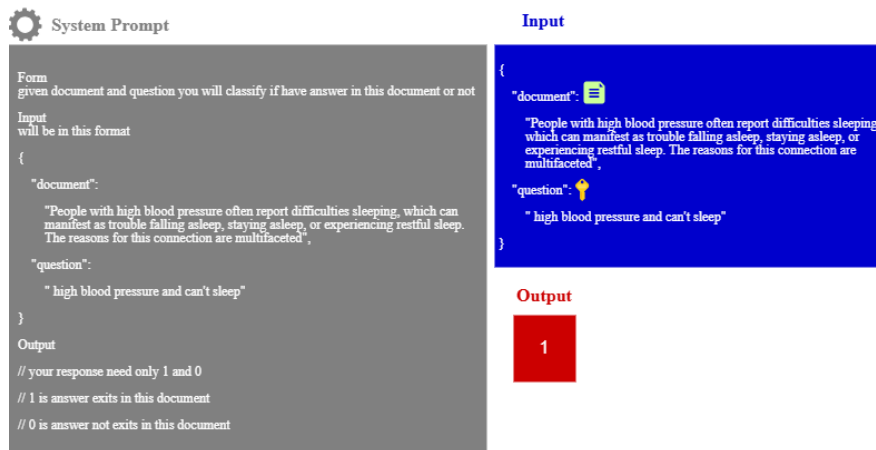 System Prompt
Form
given document and question you will classify if have answer in this document or not
Input
will be in this format
{
"document":
"People with high blood pressure often report difficulties sleeping, which can
manifest as trouble falling asleep, staying asleep, or experiencing restful sleep.
The reasons for this connection are multifaceted",
"question":
" high blood pressure and can't sleep"
}
Output
// your response need only 1 and 0
// 1 is answer exits in this document
// 0 is answer not exits in this document
Input
{
"document":
"People with high blood pressure often report difficulties sleeping
which can manifest as trouble falling asleep, staying asleep, or
experiencing restful sleep. The reasons for this connection are
multifaceted",
"question":
" high blood pressure and can't sleep"
}
Output
1